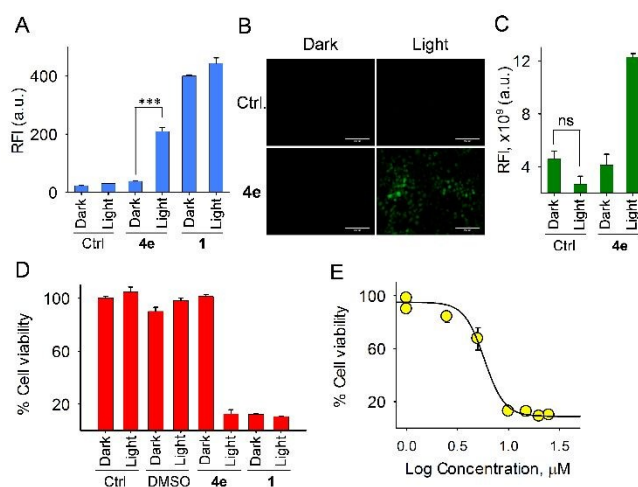 A
RFI (a.u.)
400
200
0
***
Dark
Light
Dark
Light
Dark
Light
Ctrl
4e
1
B
Dark
Light
Ctrl.
4e
C
RFI, x10⁹ (a.u.)
12
8
4
ns
Dark
Light
Dark
Light
Ctrl
4e
D
% Cell viability
100
60
20
Dark
Light
Dark
Light
Dark
Light
Dark
Light
Ctrl
DMSO
4e
1
E
% Cell viability
100
60
20
0.0
0.5
1.0
1.5
Log Concentration, μM